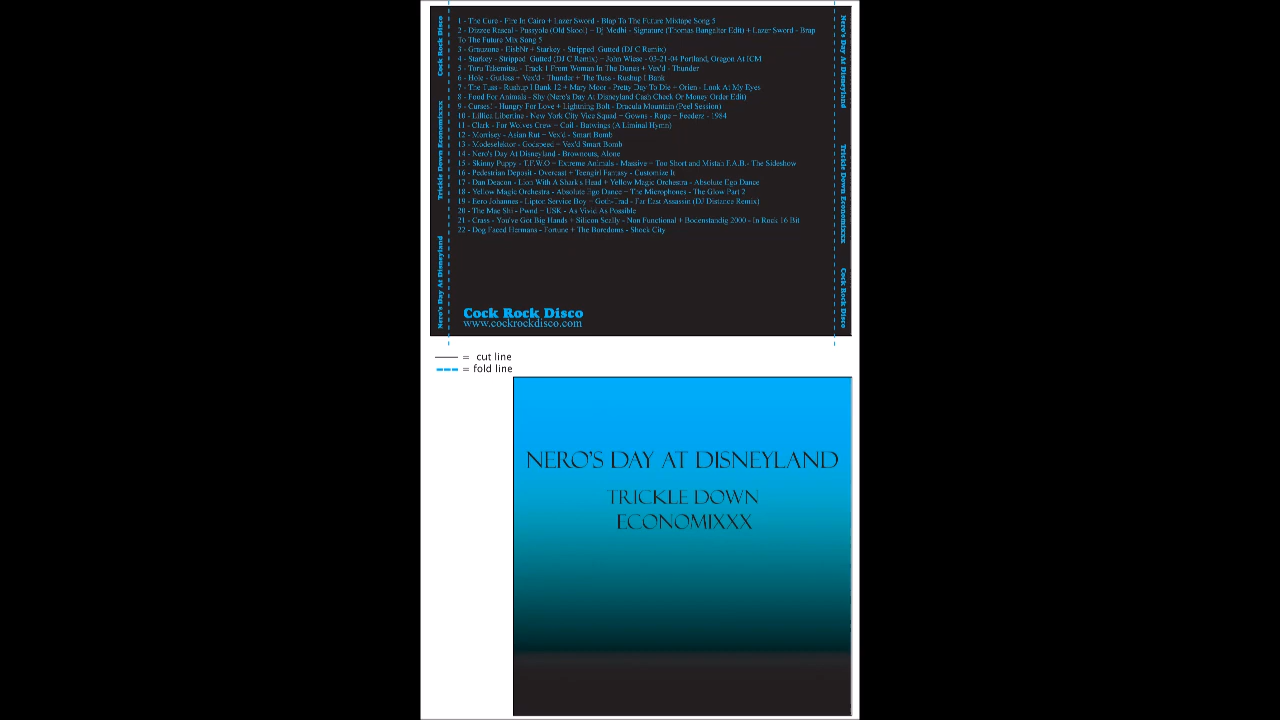 1 - The Cure - Fire In Cairo + Lazer Sword - Blap To The Future Mixtape Song 5
2 - Dizzee Rascal - Pussyole (Old Skool) + Dj Medhi - Signature (Thomas Bangalter Edit) + Lazer Sword - Blap
To The Future Mix Song 5
3 - Grauzone - EisbNr + Starkey - Stripped Gutted (DJ C Remix)
4 - Starkey - Stripped Gutted (DJ C Remix) + John Wiese - 03-21-04 Portland, Oregon At ICM
5 - Toru Takemitsu - Track 1 From Woman In The Dunes + Vex'd - Thunder
6 - Hole - Gutless + Vex'd - Thunder + The Tuss - Rushup I Bank
7 - The Tuss - Rushup I Bank 12 + Mary Moor - Pretty Day To Die + Orien - Look At My Eyes
8 - Food For Animals - Shy (Nero's Day At Disneyland Cash Check Or Money Order Edit)
9 - Curses! - Hungry For Love + Lightning Bolt - Dracula Mountain (Peel Session)
10 - Lillica Libertine - New York City Vice Squad + Gowns - Rope + Feederz - 1984
11 - Clark - For Wolves Crew + Coil - Batwings (A Liminal Hymn)
12 - Morrisey - Asian Rut + Vex'd - Smart Bomb
13 - Modeselektor - Godspeed + Vex'd Smart Bomb
14 - Nero's Day At Disneyland - Brownouts, Alone
15 - Skinny Puppy - T.F.W.O + Extreme Animals - Massive + Too Short and Mistah F.A.B. - The Sideshow
16 - Pedestrian Deposit - Overcast + Teengirl Fantasy - Customize It
17 - Dan Deacon - Lion With A Shark's Head + Yellow Magic Orchestra - Absolute Ego Dance
18 - Yellow Magic Orchestra - Absolute Ego Dance + The Microphones - The Glow Part 2
19 - Eero Johannes - Lipton Service Boy + Goth-Trad - Far East Assassin (DJ Distance Remix)
20 - The Mae Shi - Pwnd + USK - As Vivid As Possible
21 - Crass - You've Got Big Hands + Silicon Scally - Non Functional + Bodenstandig 2000 - In Rock 16 Bit
22 - Dog Faced Hermans - Fortune + The Boredoms - Shock City
Cock Rock Disco
www.cockrockdisco.com
Nero's Day At Disneyland Trickle Down Economixxx Cock Rock Disco
Nero's Day At Disneyland Trickle Down Economixxx Cock Rock Disco
= cut line
= fold line
NERO'S DAY AT DISNEYLAND
TRICKLE DOWN
ECONOMIXXX